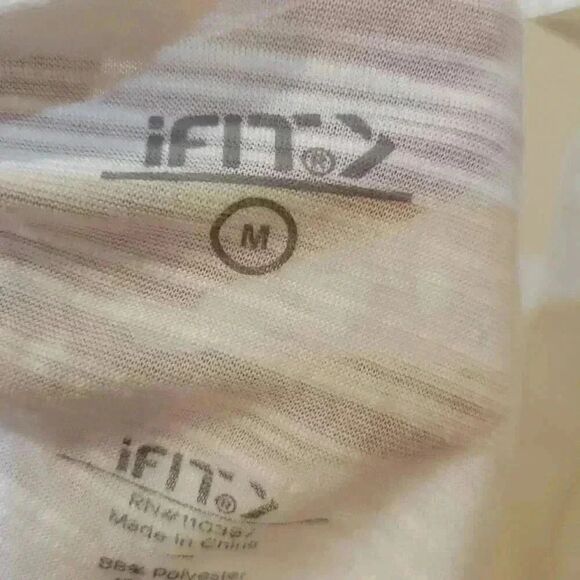 iFIT®
M
iFIT®
Made in China
Polyester